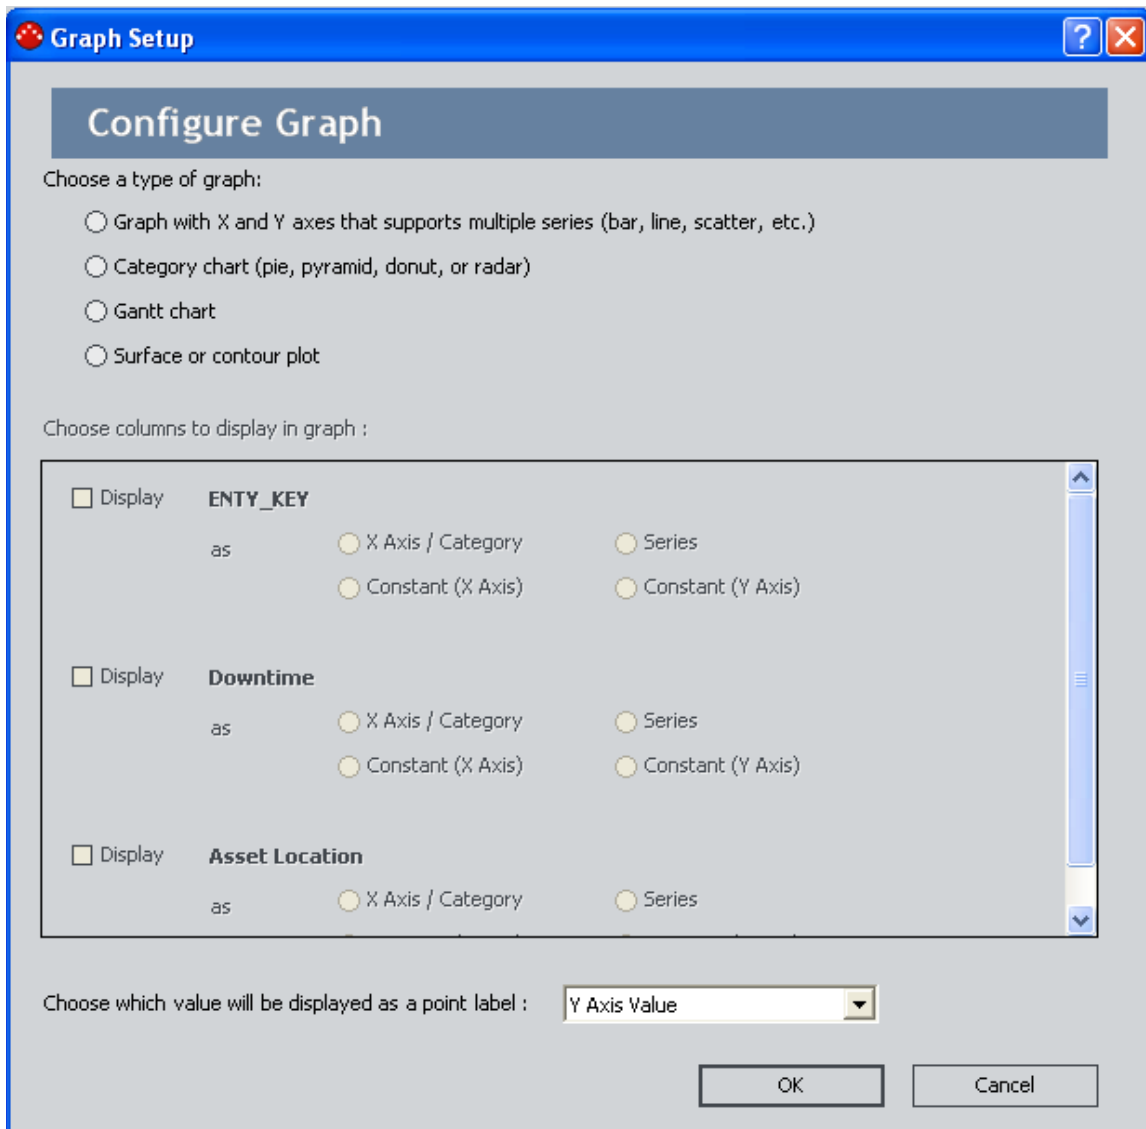 Graph Setup
Configure Graph
Choose a type of graph:
Graph with X and Y axes that supports multiple series (bar, line, scatter, etc.)
Category chart (pie, pyramid, donut, or radar)
Gantt chart
Surface or contour plot
Choose columns to display in graph :
Display ENTY_KEY
as X Axis / Category Series
Constant (X Axis) Constant (Y Axis)
Display Downtime
as X Axis / Category Series
Constant (X Axis) Constant (Y Axis)
Display Asset Location
as X Axis / Category Series
Choose which value will be displayed as a point label : Y Axis Value
OK Cancel